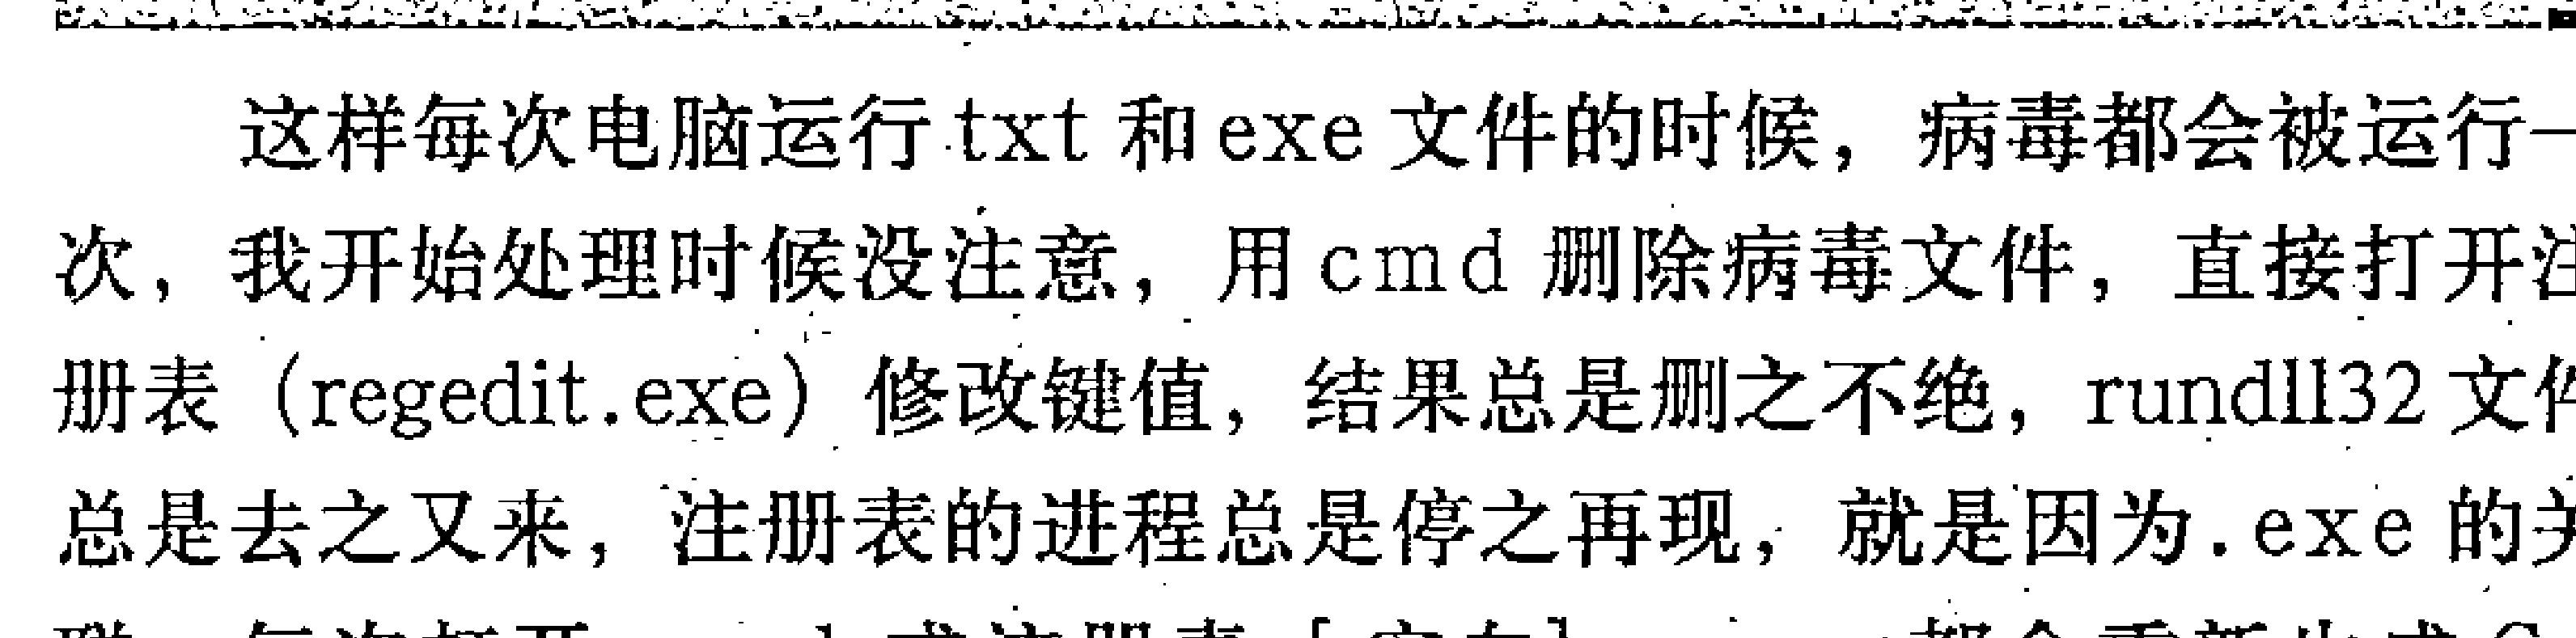 这样每次电脑运行 txt 和 exe 文件的时候，病毒都会被运行一
次，我开始处理时候没注意，用 cmd 删除病毒文件，直接打开注
册表（regedit.exe）修改键值，结果总是删之不绝，rundll32 文件
总是去之又来，注册表的进程总是停之再现，就是因为.exe 的关